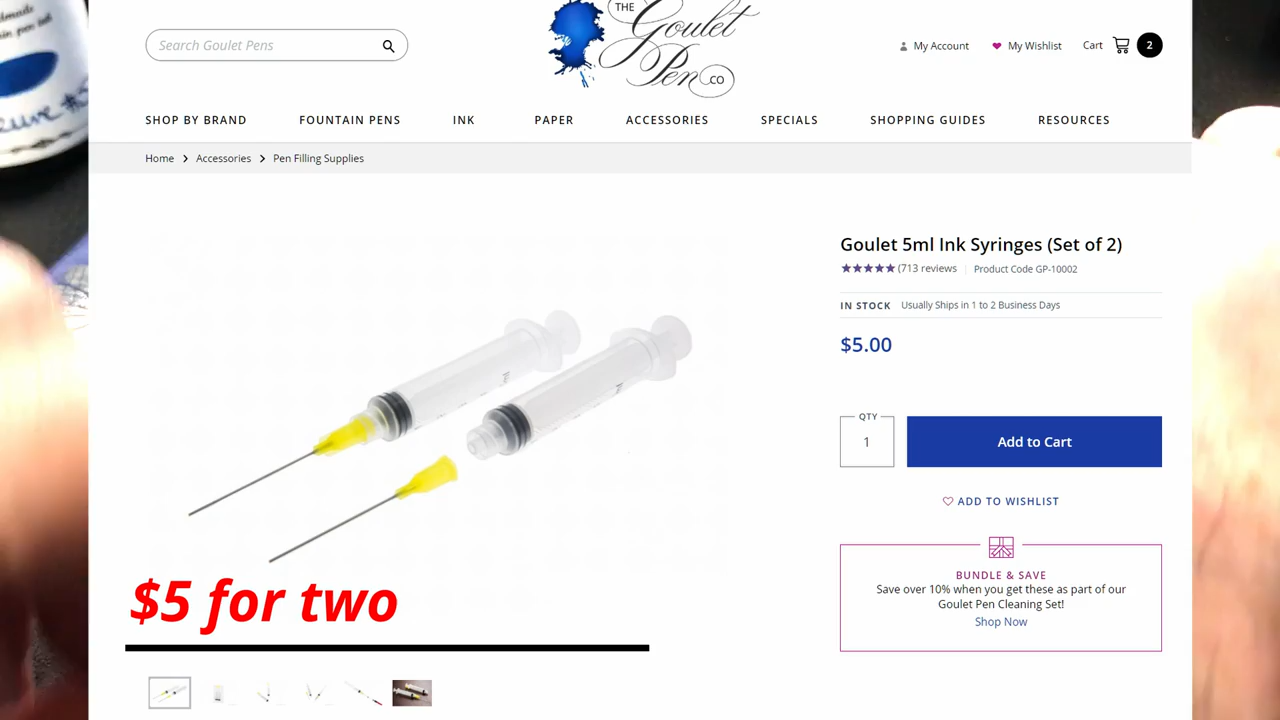 THE
Goulet
Pen
CO
Search Goulet Pens
My Account
My Wishlist
Cart
2
SHOP BY BRAND
FOUNTAIN PENS
INK
PAPER
ACCESSORIES
SPECIALS
SHOPPING GUIDES
RESOURCES
Home > Accessories > Pen Filling Supplies
Goulet 5ml Ink Syringes (Set of 2)
(713 reviews
Product Code GP-10002
IN STOCK Usually Ships in 1 to 2 Business Days
$5.00
QTY
1
Add to Cart
ADD TO WISHLIST
BUNDLE & SAVE
Save over 10% when you get these as part of our
Goulet Pen Cleaning Set!
Shop Now
$5 for two